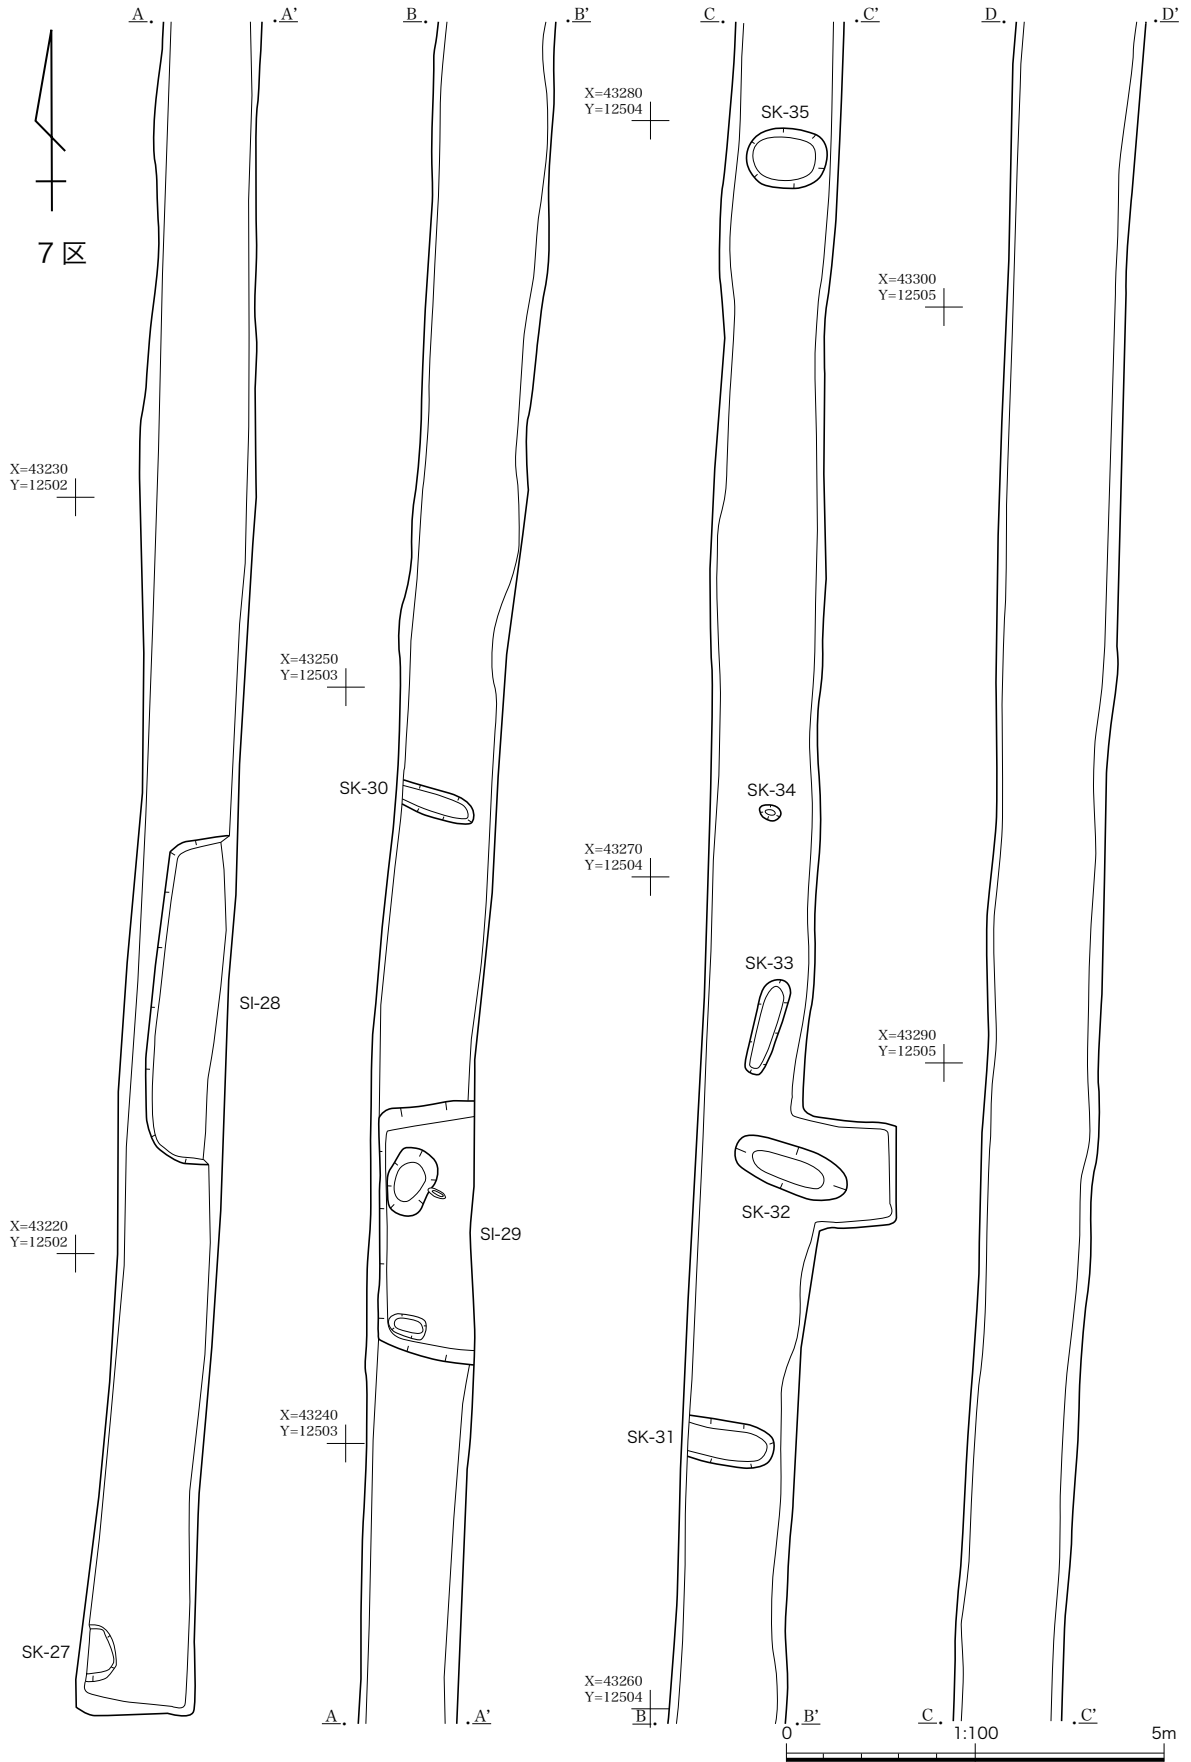 A
A'
B
B'
C
C'
D
D'
X=43280
Y=12504
SK-35
7区
X=43300
Y=12505
X=43230
Y=12502
X=43250
Y=12503
SK-30
SK-34
X=43270
Y=12504
SK-33
SI-28
X=43290
Y=12505
SK-32
X=43220
Y=12502
SI-29
X=43240
Y=12503
SK-31
SK-27
X=43260
Y=12504
A
A'
B
B'
C
C'
0
1:100
5m